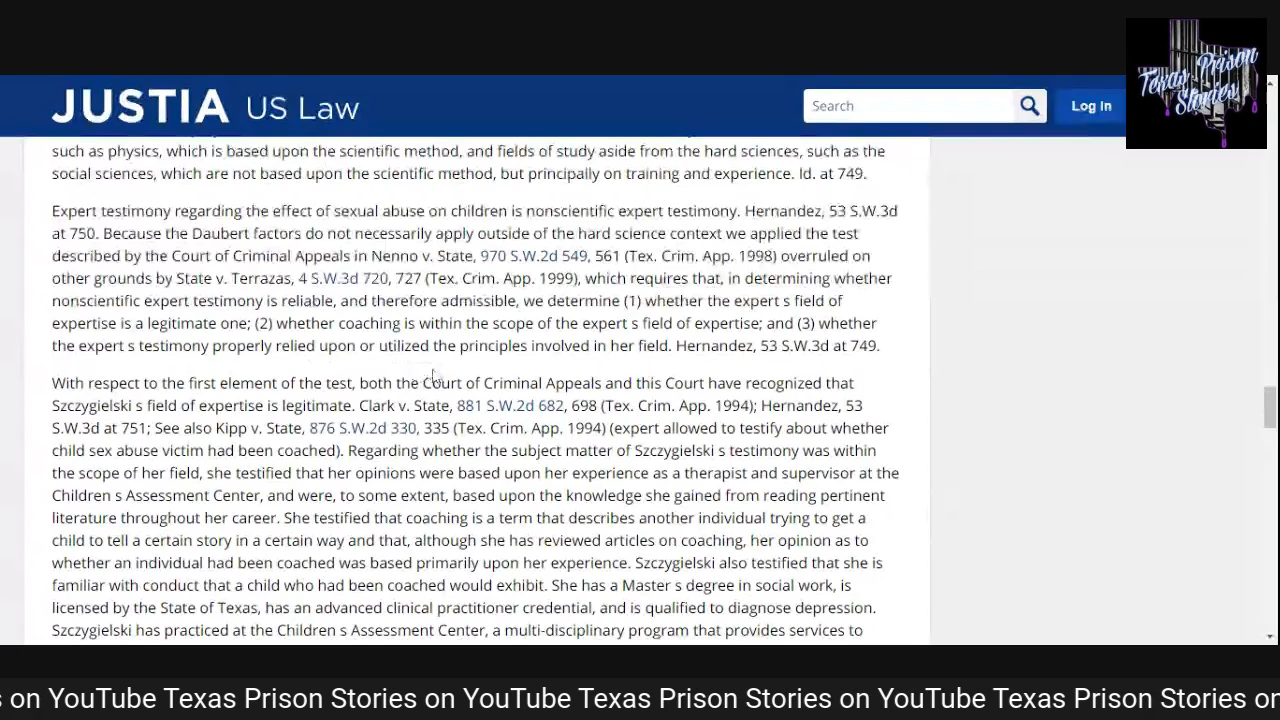 Texas Prison
Stories
JUSTIA US Law
Search
Log In
such as physics, which is based upon the scientific method, and fields of study aside from the hard sciences, such as the
social sciences, which are not based upon the scientific method, but principally on training and experience. Id. at 749.
Expert testimony regarding the effect of sexual abuse on children is nonscientific expert testimony. Hernandez, 53 S.W.3d
at 750. Because the Daubert factors do not necessarily apply outside of the hard science context we applied the test
described by the Court of Criminal Appeals in Nenno v. State, 970 S.W.2d 549, 561 (Tex. Crim. App. 1998) overruled on
other grounds by State v. Terrazas, 4 S.W.3d 720, 727 (Tex. Crim. App. 1999), which requires that, in determining whether
nonscientific expert testimony is reliable, and therefore admissible, we determine (1) whether the expert s field of
expertise is a legitimate one; (2) whether coaching is within the scope of the expert s field of expertise; and (3) whether
the expert s testimony properly relied upon or utilized the principles involved in her field. Hernandez, 53 S.W.3d at 749.
With respect to the first element of the test, both the Court of Criminal Appeals and this Court have recognized that
Szczygielski s field of expertise is legitimate. Clark v. State, 881 S.W.2d 682, 698 (Tex. Crim. App. 1994); Hernandez, 53
S.W.3d at 751; See also Kipp v. State, 876 S.W.2d 330, 335 (Tex. Crim. App. 1994) (expert allowed to testify about whether
child sex abuse victim had been coached). Regarding whether the subject matter of Szczygielski s testimony was within
the scope of her field, she testified that her opinions were based upon her experience as a therapist and supervisor at the
Children s Assessment Center, and were, to some extent, based upon the knowledge she gained from reading pertinent
literature throughout her career. She testified that coaching is a term that describes another individual trying to get a
child to tell a certain story in a certain way and that, although she has reviewed articles on coaching, her opinion as to
whether an individual had been coached was based primarily upon her experience. Szczygielski also testified that she is
familiar with conduct that a child who had been coached would exhibit. She has a Master s degree in social work, is
licensed by the State of Texas, has an advanced clinical practitioner credential, and is qualified to diagnose depression.
Szczygielski has practiced at the Children s Assessment Center, a multi-disciplinary program that provides services to
s on YouTube Texas Prison Stories on YouTube Texas Prison Stories on YouTube Texas Prison Stories on